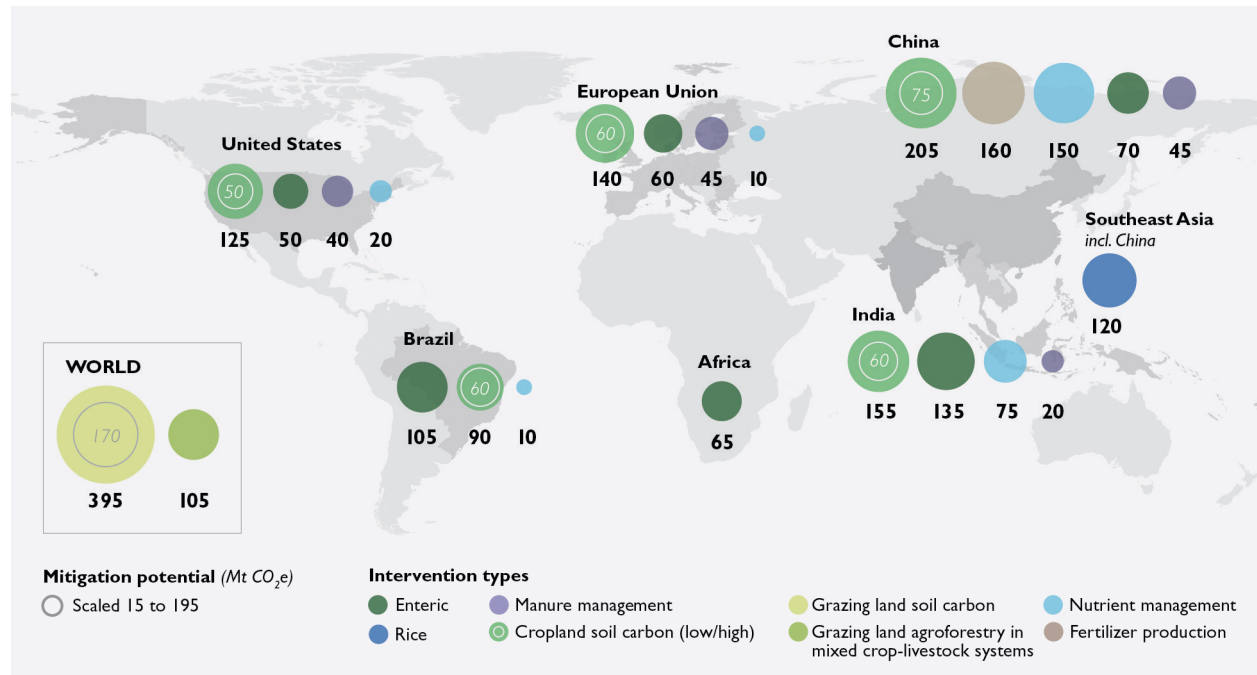 China
75
205 160 150 70 45
European Union
60
140 60 45 10
United States
50
125 50 40 20
Southeast Asia
incl. China
120
India
60
155 135 75 20
Brazil
60
105 90 10
Africa
65
WORLD
170
395 105
Mitigation potential (Mt CO₂e)
Scaled 15 to 195
Intervention types
Enteric
Rice
Manure management
Cropland soil carbon (low/high)
Grazing land soil carbon
Grazing land agroforestry in
mixed crop-livestock systems
Nutrient management
Fertilizer production